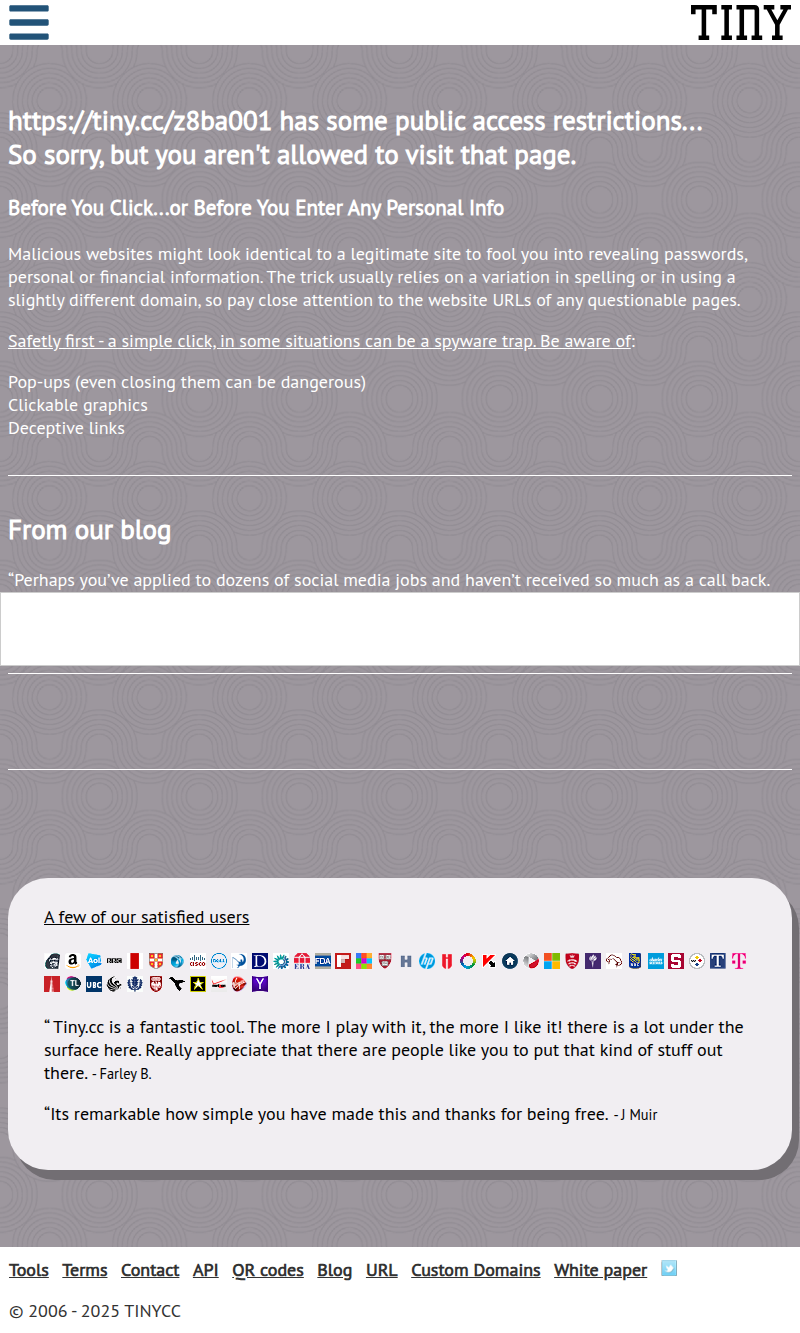 TINY
https://tiny.cc/z8ba001 has some public access restrictions...
So sorry, but you aren't allowed to visit that page.
Before You Click...or Before You Enter Any Personal Info
Malicious websites might look identical to a legitimate site to fool you into revealing passwords,
personal or financial information. The trick usually relies on a variation in spelling or in using a
slightly different domain, so pay close attention to the website URLs of any questionable pages.
Safetly first - a simple click, in some situations can be a spyware trap. Be aware of:
Pop-ups (even closing them can be dangerous)
Clickable graphics
Deceptive links
From our blog
“Perhaps you’ve applied to dozens of social media jobs and haven’t received so much as a call back.
A few of our satisfied users
“ Tiny.cc is a fantastic tool. The more I play with it, the more I like it! there is a lot under the
surface here. Really appreciate that there are people like you to put that kind of stuff out
there. - Farley B.
“Its remarkable how simple you have made this and thanks for being free. - J Muir
Tools Terms Contact API QR codes Blog URL Custom Domains White paper
© 2006 - 2025 TINYCC